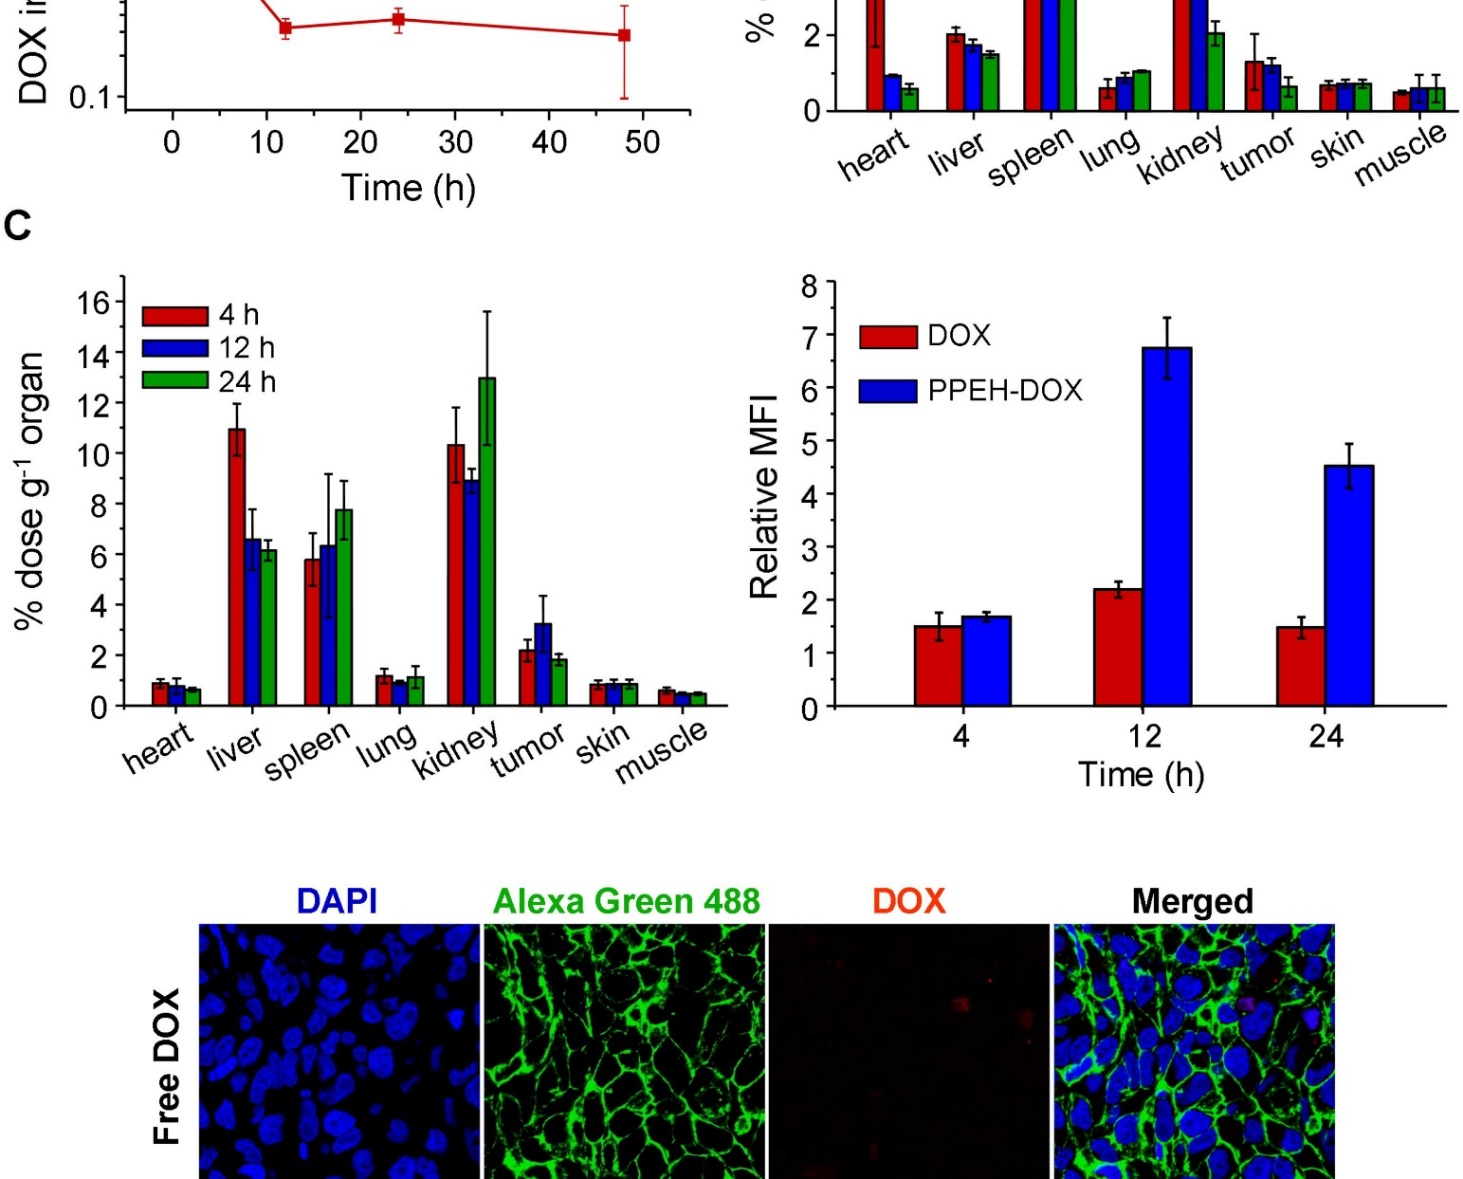 DOX in
0.1
0 10 20 30 40 50
Time (h)
%
2
0
heart liver spleen lung kidney tumor skin muscle
C
% dose g⁻¹ organ
16
14
12
10
8
6
4
2
0
4 h
12 h
24 h
heart liver spleen lung kidney tumor skin muscle
Relative MFI
8
7
6
5
4
3
2
1
0
DOX
PPEH-DOX
4 12 24
Time (h)
DAPI Alexa Green 488 DOX Merged
Free DOX